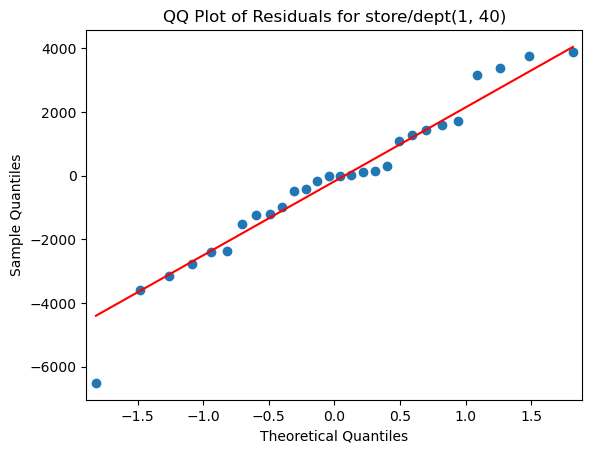 QQ Plot of Residuals for store/dept(1, 40)
4000
2000
0
−2000
−4000
−6000
Sample Quantiles
−1.5 −1.0 −0.5 0.0 0.5 1.0 1.5
Theoretical Quantiles